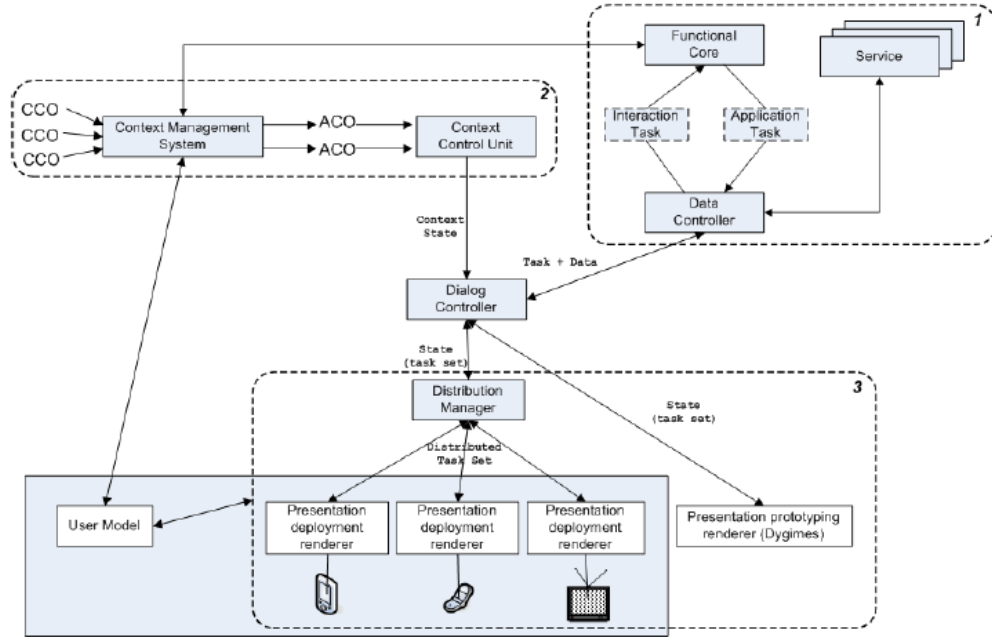 1
Functional
Core
Service
2
CCO
CCO
CCO
Context Management
System
ACO
ACO
Context
Control Unit
Interaction
Task
Application
Task
Data
Controller
Context
State
Task + Data
Dialog
Controller
State
(task set)
3
Distribution
Manager
State
(task set)
Distributed
Task Set
User Model
Presentation
deployment
renderer
Presentation
deployment
renderer
Presentation
deployment
renderer
Presentation prototyping
renderer (Dygimes)